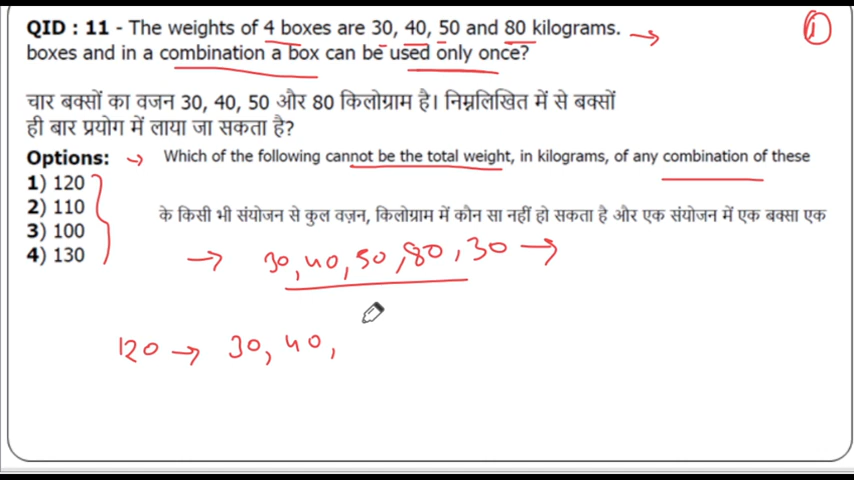 QID : 11 - The weights of 4 boxes are 30, 40, 50 and 80 kilograms. →
1
boxes and in a combination a box can be used only once?
चार बक्सों का वजन 30, 40, 50 और 80 किलोग्राम है। निम्नलिखित में से बक्सों
ही बार प्रयोग में लाया जा सकता है?
Options: → Which of the following cannot be the total weight, in kilograms, of any combination of these
1) 120
2) 110
के किसी भी संयोजन से कुल वज़न, किलोग्राम में कौन सा नहीं हो सकता है और एक संयोजन में एक बक्सा एक
3) 100
4) 130
→ 30, 40, 50, 80, 30 →
120 → 30, 40,